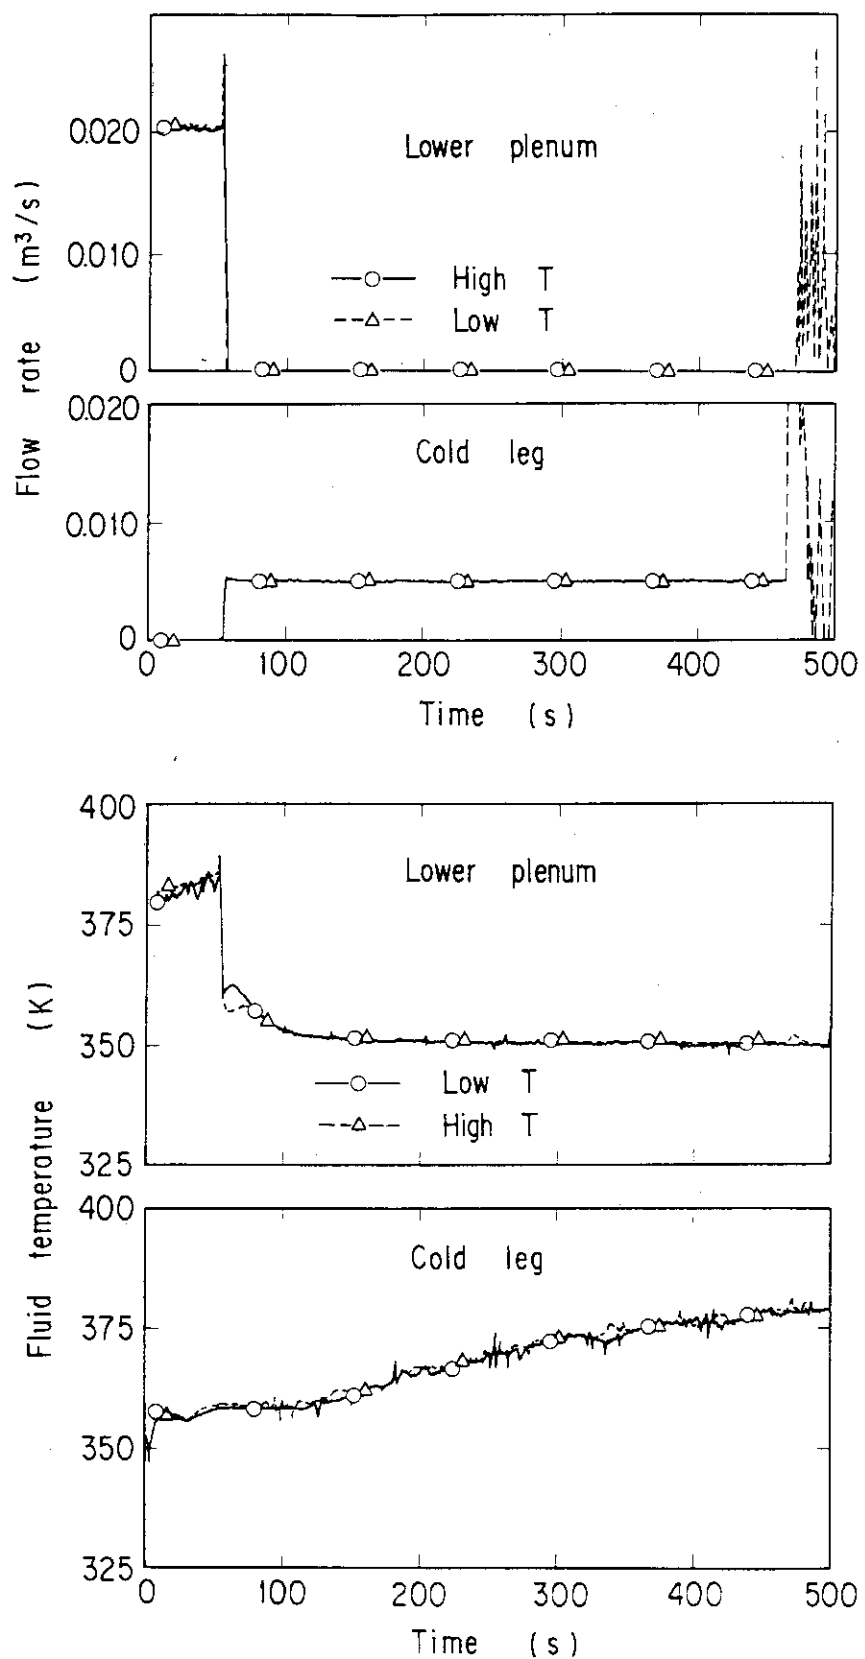 Flow rate (m³/s)
0.020
0.010
0
Lower plenum
High T
Low T
0.020
0.010
0
Cold leg
0 100 200 300 400 500
Time (s)
Fluid temperature (K)
400
375
350
325
Lower plenum
Low T
High T
400
375
350
325
Cold leg
0 100 200 300 400 500
Time (s)